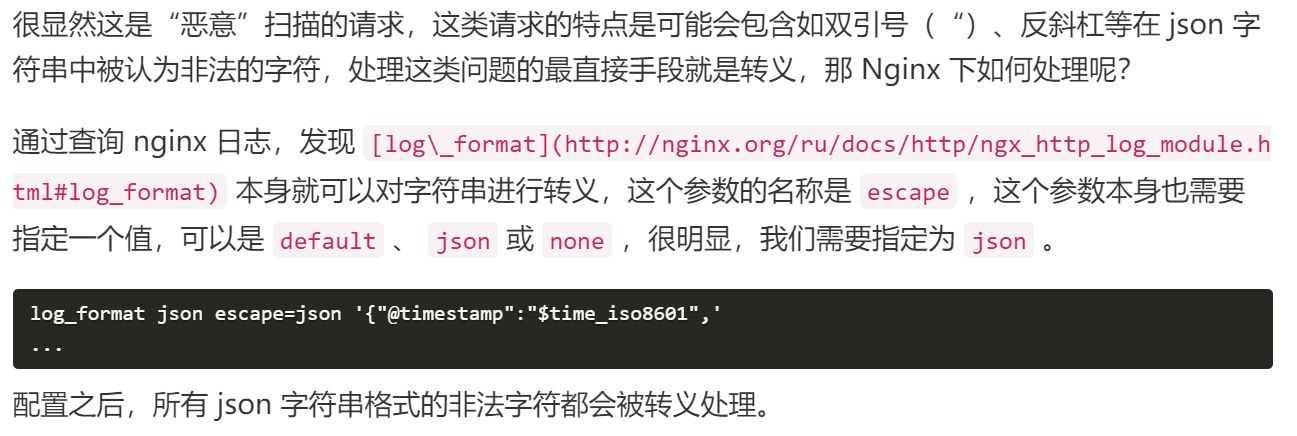 很显然这是“恶意”扫描的请求，这类请求的特点是可能会包含如双引号（“）、反斜杠等在 json 字
符串中被认为非法的字符，处理这类问题的最直接手段就是转义，那 Nginx 下如何处理呢？
通过查询 nginx 日志，发现 [log\_format](http://nginx.org/ru/docs/http/ngx_http_log_module.h
tml#log_format) 本身就可以对字符串进行转义，这个参数的名称是 escape ，这个参数本身也需要
指定一个值，可以是 default 、 json 或 none ，很明显，我们需要指定为 json 。
log_format json escape=json '{"@timestamp":"$time_iso8601",'
...
配置之后，所有 json 字符串格式的非法字符都会被转义处理。